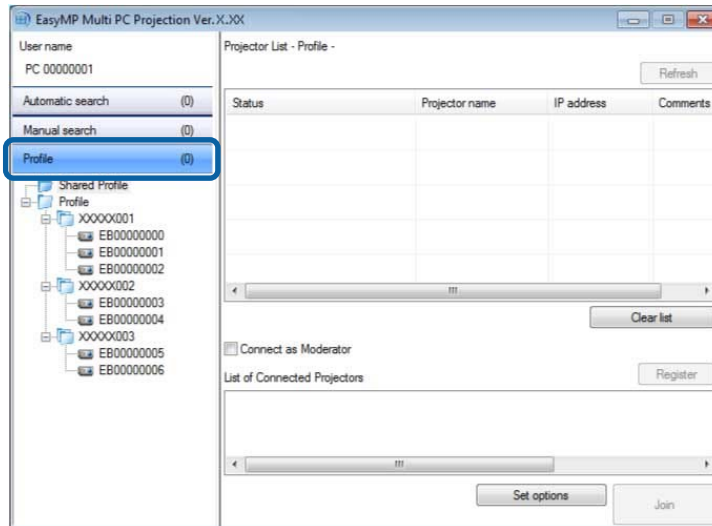 EasyMP Multi PC Projection Ver.X.XX
User name
PC 00000001
Automatic search (0)
Manual search (0)
Profile (0)
Shared Profile
Profile
XXXXX001
EB00000000
EB00000001
EB00000002
XXXXX002
EB00000003
EB00000004
XXXXX003
EB00000005
EB00000006
Projector List - Profile -
Refresh
Status Projector name IP address Comments
Clear list
Connect as Moderator
List of Connected Projectors Register
Set options Join